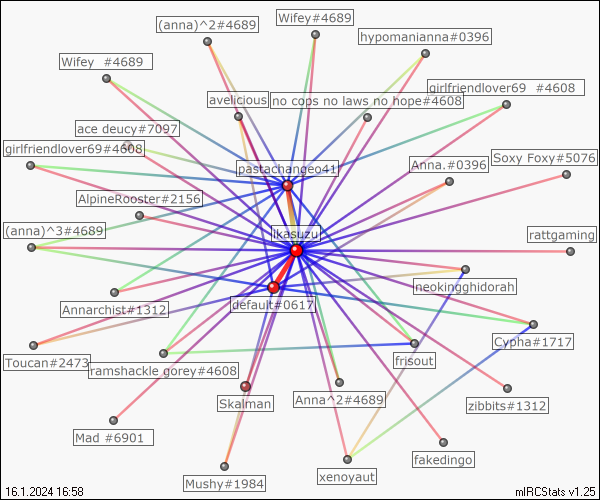 (anna)^2#4689
Wifey#4689
hypomanianna#0396
Wifey  #4689
girlfriendlover69  #4608
avelicious
no cops no laws no hope#4608
ace deucy#7097
girlfriendlover69#4608
pastachangeo41
Anna.#0396
Soxy Foxy#5076
AlpineRooster#2156
(anna)^3#4689
ikasuzu
rattgaming
neokingghidorah
Annarchist#1312
default#0617
Cypha#1717
Toucan#2473
ramshackle gorey#4608
frisout
Skalman
Anna^2#4689
zibbits#1312
Mad #6901
fakedingo
Mushy#1984
xenoyaut
16.1.2024 16:58
mIRCStats v1.25